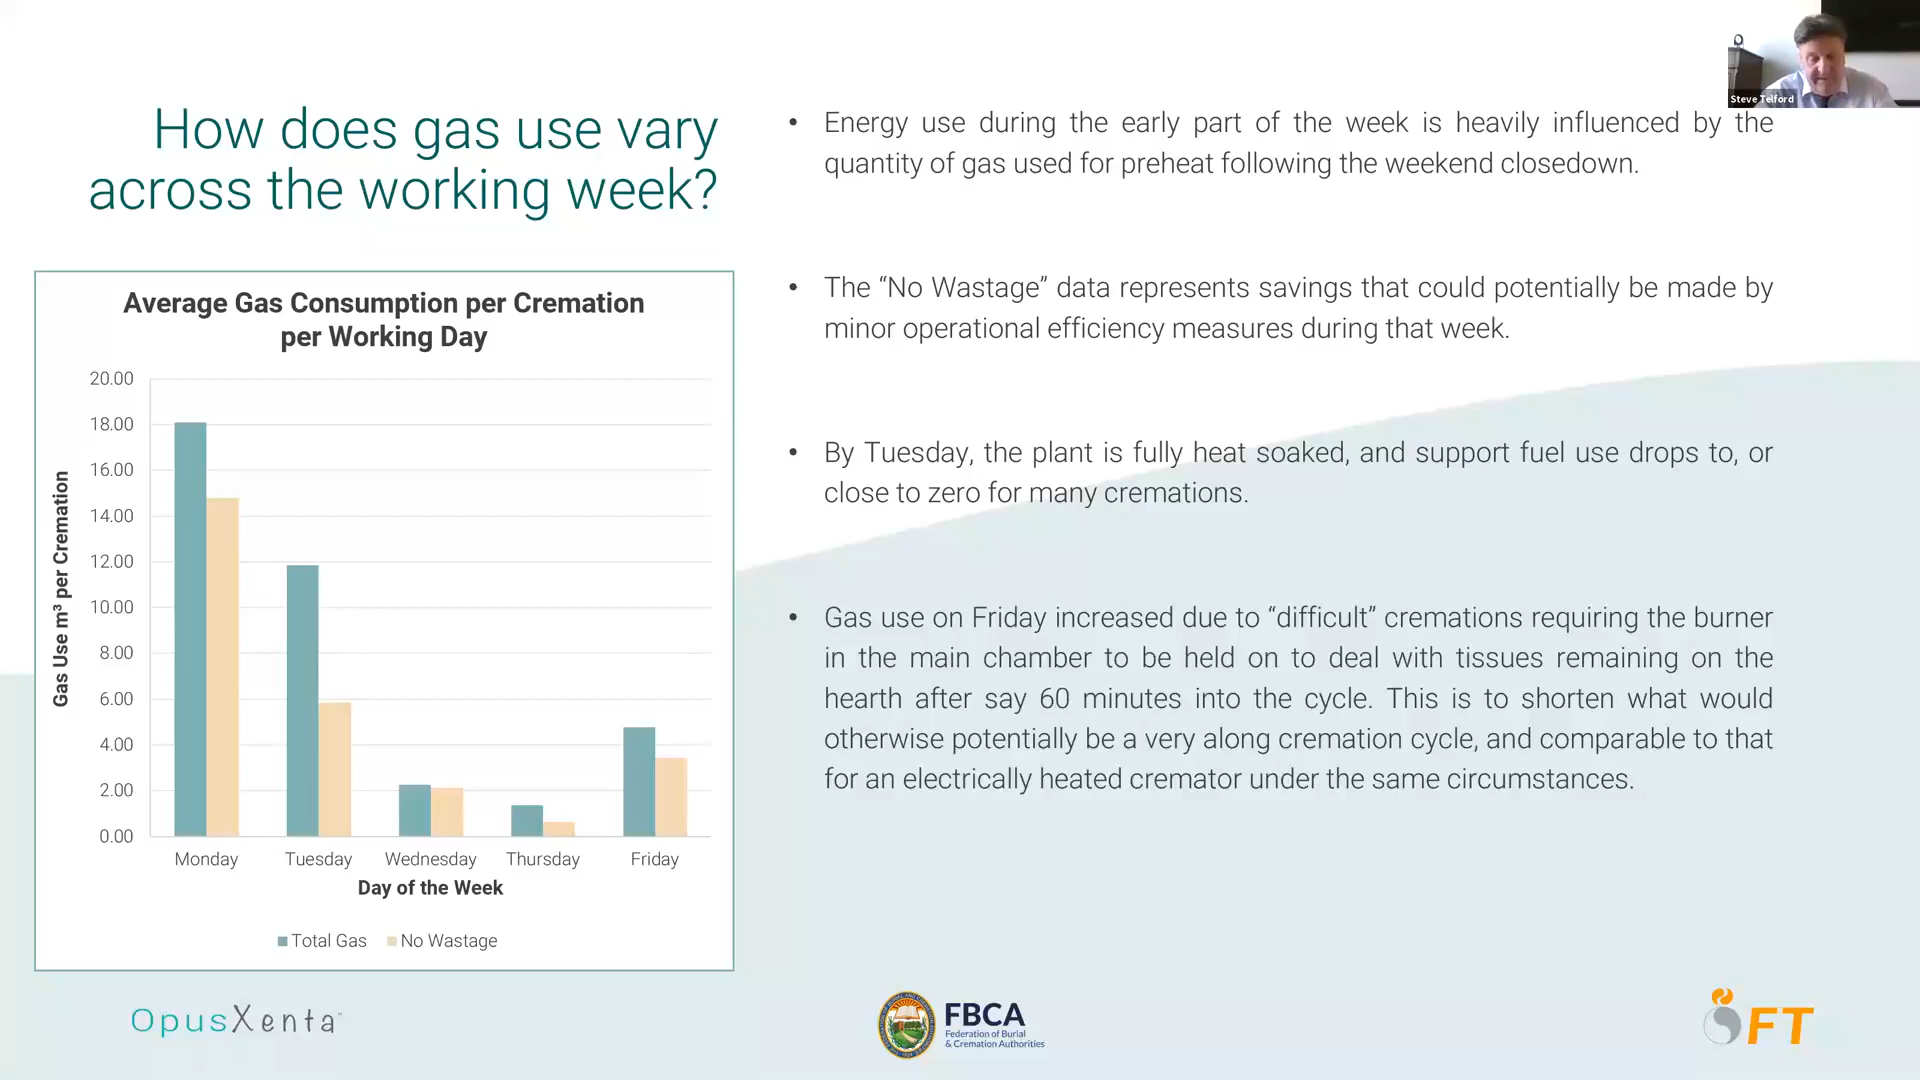 How does gas use vary
across the working week?
Average Gas Consumption per Cremation
per Working Day
20.00
18.00
16.00
14.00
12.00
10.00
8.00
6.00
4.00
2.00
0.00
Gas Use m³ per Cremation
Monday Tuesday Wednesday Thursday Friday
Day of the Week
Total Gas No Wastage
• Energy use during the early part of the week is heavily influenced by the
quantity of gas used for preheat following the weekend closedown.
• The “No Wastage” data represents savings that could potentially be made by
minor operational efficiency measures during that week.
• By Tuesday, the plant is fully heat soaked, and support fuel use drops to, or
close to zero for many cremations.
• Gas use on Friday increased due to “difficult” cremations requiring the burner
in the main chamber to be held on to deal with tissues remaining on the
hearth after say 60 minutes into the cycle. This is to shorten what would
otherwise potentially be a very along cremation cycle, and comparable to that
for an electrically heated cremator under the same circumstances.
Steve Telford
OpusXenta
FBCA
Federation of Burial
& Cremation Authorities
FT